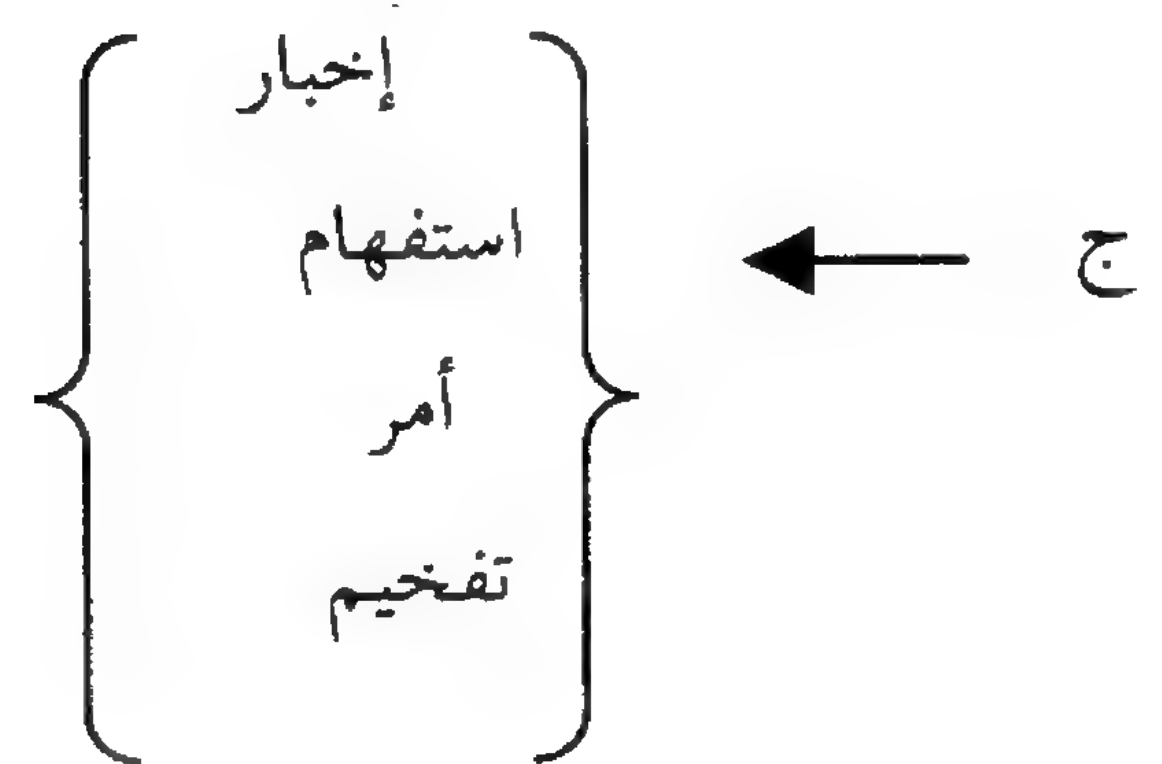 إخبار
استفهام
ج
أمر
تفخيم